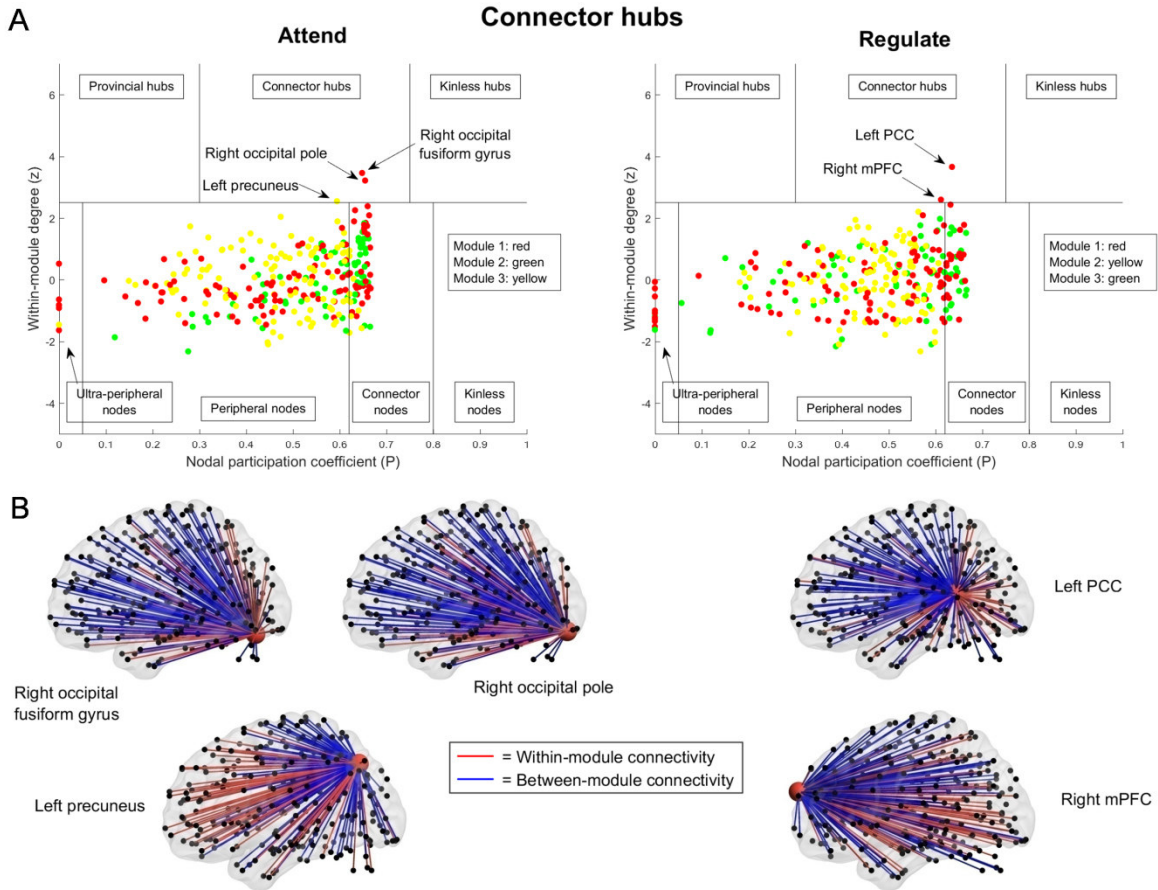 A
Connector hubs
Attend
Provincial hubs
Connector hubs
Kinless hubs
Right occipital pole
Right occipital
fusiform gyrus
Left precuneus
Module 1: red
Module 2: green
Module 3: yellow
Ultra-peripheral
nodes
Peripheral nodes
Connector
nodes
Kinless
nodes
Within-module degree (z)
6
4
2
0
-2
-4
0
0.1
0.2
0.3
0.4
0.5
0.6
0.7
0.8
0.9
1
Nodal participation coefficient (P)
Regulate
Provincial hubs
Connector hubs
Kinless hubs
Left PCC
Right mPFC
Module 1: red
Module 2: yellow
Module 3: green
Ultra-peripheral
nodes
Peripheral nodes
Connector
nodes
Kinless
nodes
Within-module degree (z)
6
4
2
0
-2
-4
0
0.1
0.2
0.3
0.4
0.5
0.6
0.7
0.8
0.9
1
Nodal participation coefficient (P)
B
Right occipital
fusiform gyrus
Right occipital pole
Left PCC
Left precuneus
= Within-module connectivity
= Between-module connectivity
Right mPFC